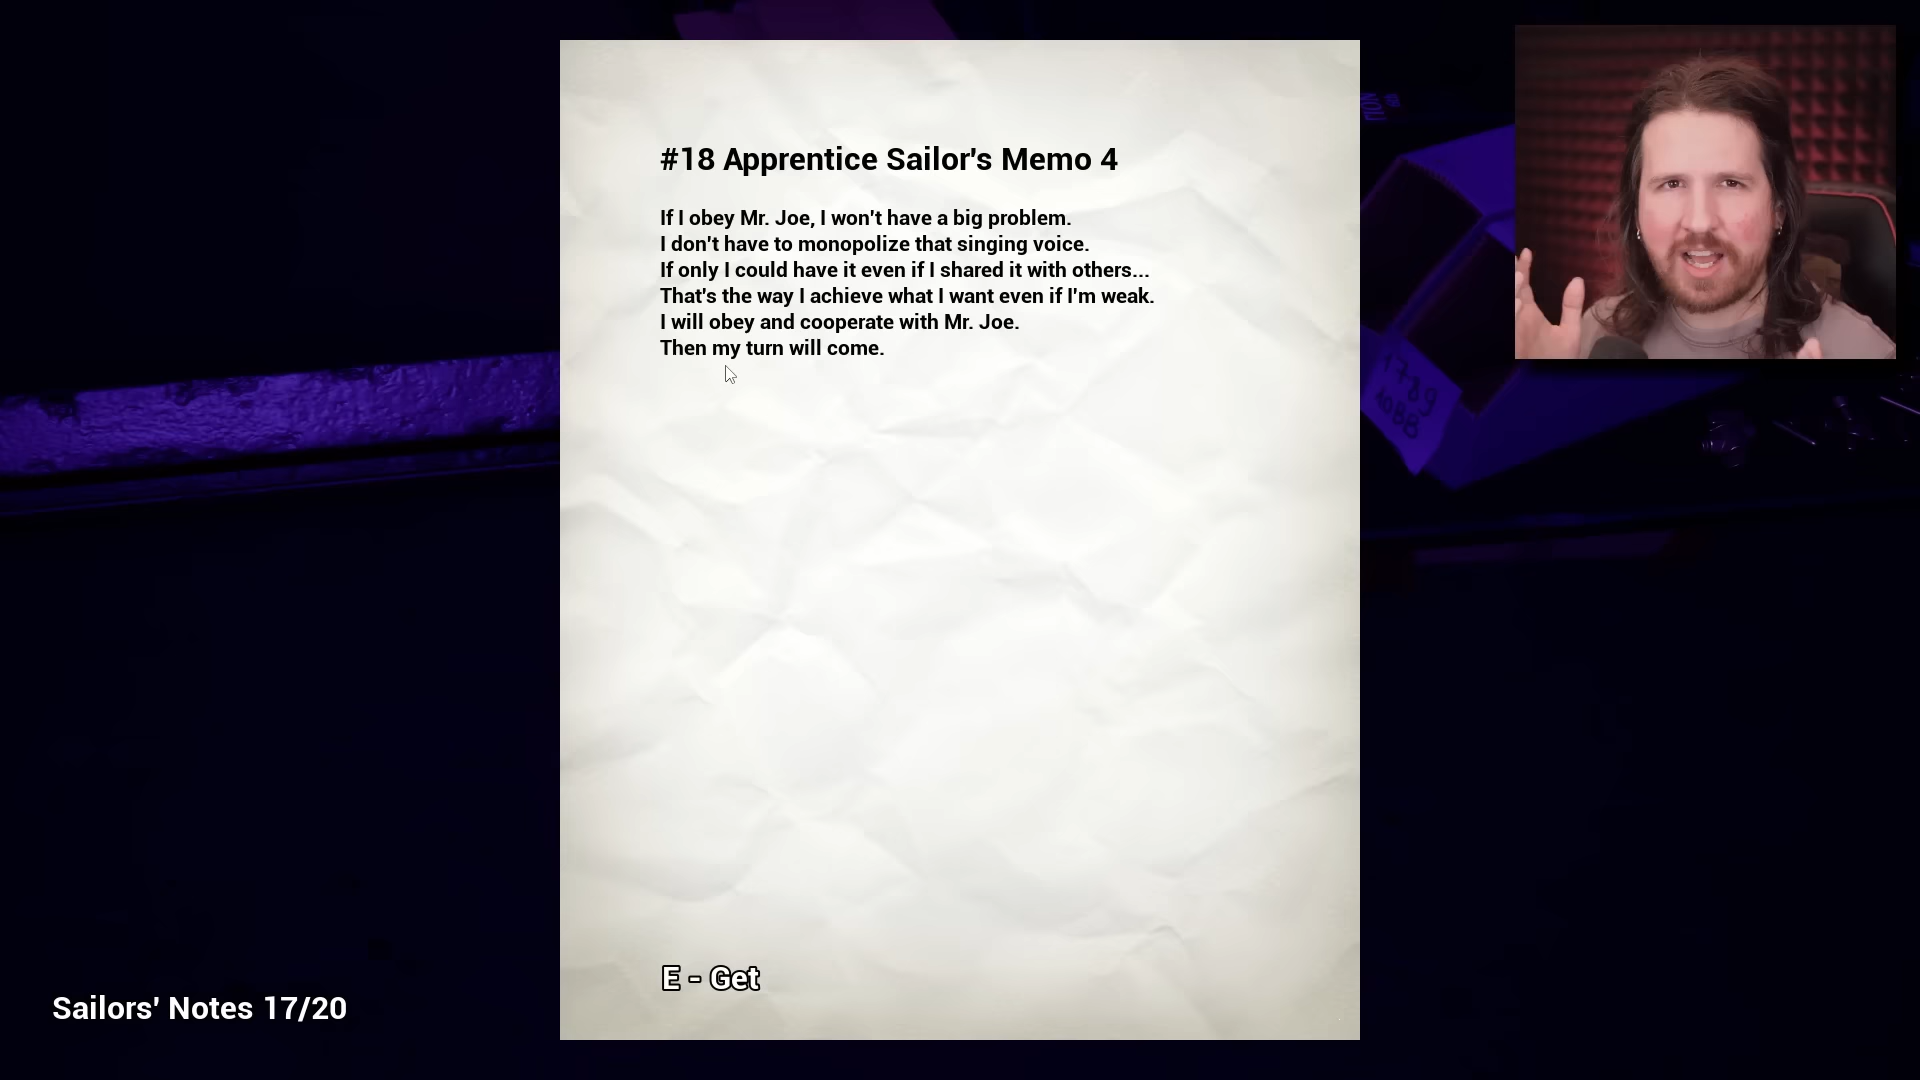 #18 Apprentice Sailor's Memo 4
If I obey Mr. Joe, I won't have a big problem.
I don't have to monopolize that singing voice.
If only I could have it even if I shared it with others...
That's the way I achieve what I want even if I'm weak.
I will obey and cooperate with Mr. Joe.
Then my turn will come.
1789
E - Get
Sailors' Notes 17/20